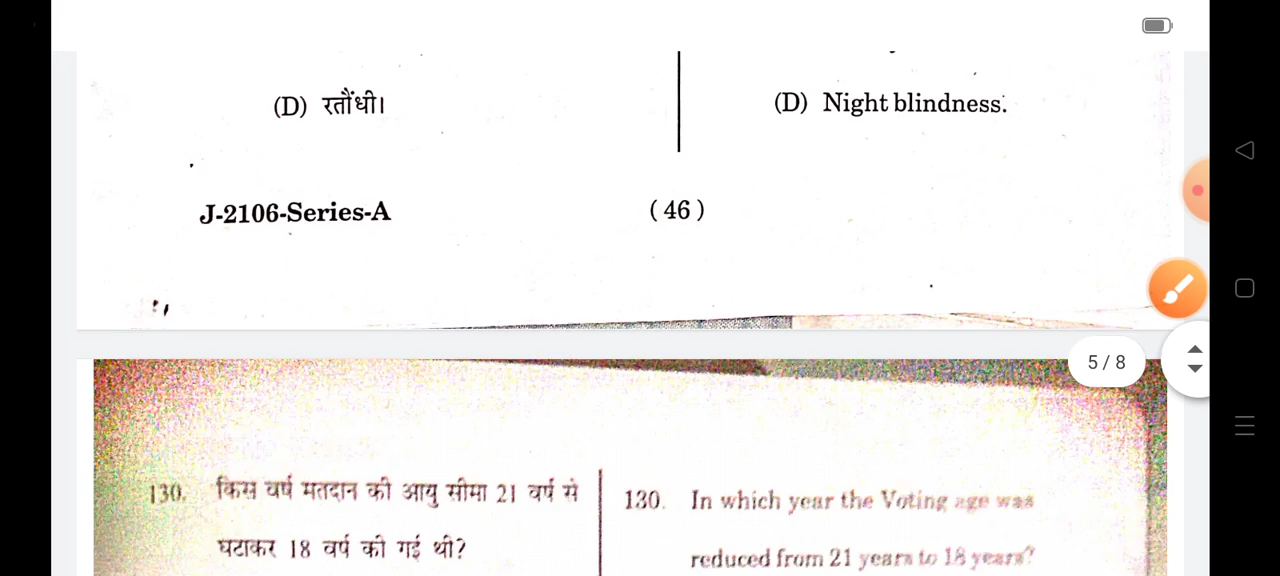 (D) रतौंधी।
(D) Night blindness.
J-2106-Series-A
( 46 )
5 / 8
130. किस वर्ष मतदान की आयु सीमा 21 वर्ष से
घटाकर 18 वर्ष की गई थी?
130. In which year the Voting age was
reduced from 21 years to 18 years?